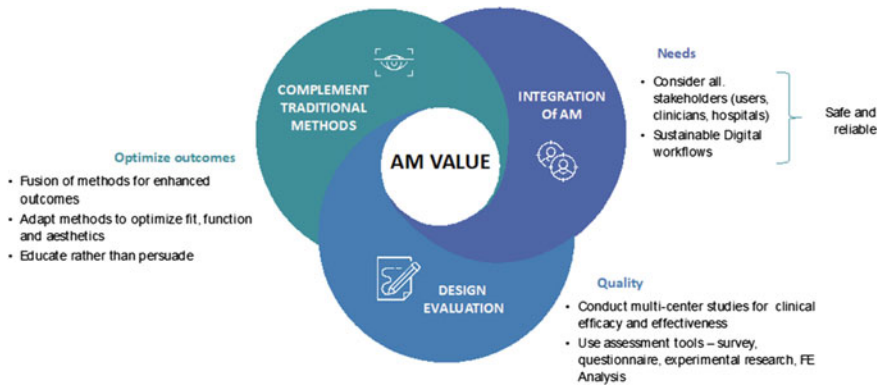 COMPLEMENT
TRADITIONAL
METHODS
INTEGRATION
Of AM
AM VALUE
DESIGN
EVALUATION
Needs
• Consider all.
stakeholders (users,
clinicians, hospitals)
• Sustainable Digital
workflows
Safe and
reliable
Optimize outcomes
• Fusion of methods for enhanced
outcomes
• Adapt methods to optimize fit, function
and aesthetics
• Educate rather than persuade
Quality
• Conduct multi-center studies for clinical
efficacy and effectiveness
• Use assessment tools – survey,
questionnaire, experimental research, FE
Analysis